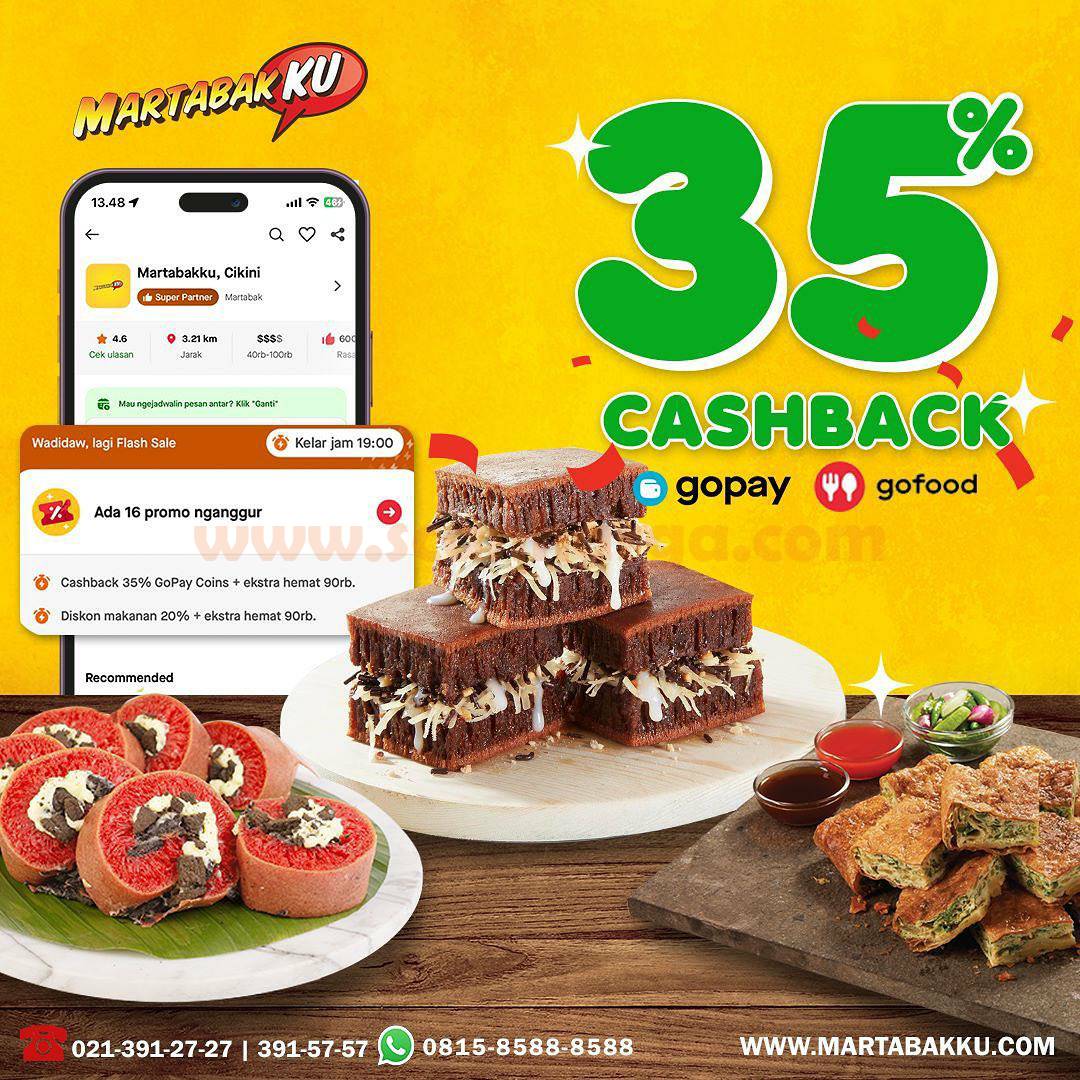 MARTABAKKU
13.48
46
Martabakku, Cikini
Super Partner Martabak
4.6 3.21 km $$$$ 600
Cek ulasan Jarak 40rb-100rb Rasa
Mau ngejadwalin pesan antar? Klik "Ganti"
Wadidaw, lagi Flash Sale Kelar jam 19:00
Ada 16 promo nganggur
Cashback 35% GoPay Coins + ekstra hemat 90rb.
Diskon makanan 20% + ekstra hemat 90rb.
Recommended
35%
CASHBACK
gopay gofood
021-391-27-27 | 391-57-57 0815-8588-8588 WWW.MARTABAKKU.COM